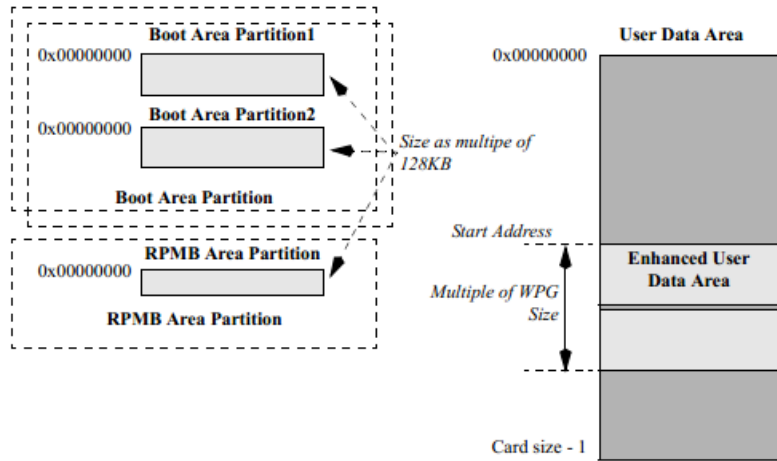 Boot Area Partition1
0x00000000
Boot Area Partition2
0x00000000
Size as multipe of
128KB
Boot Area Partition
RPMB Area Partition
0x00000000
RPMB Area Partition
User Data Area
0x00000000
Start Address
Enhanced User
Data Area
Multiple of WPG
Size
Card size - 1